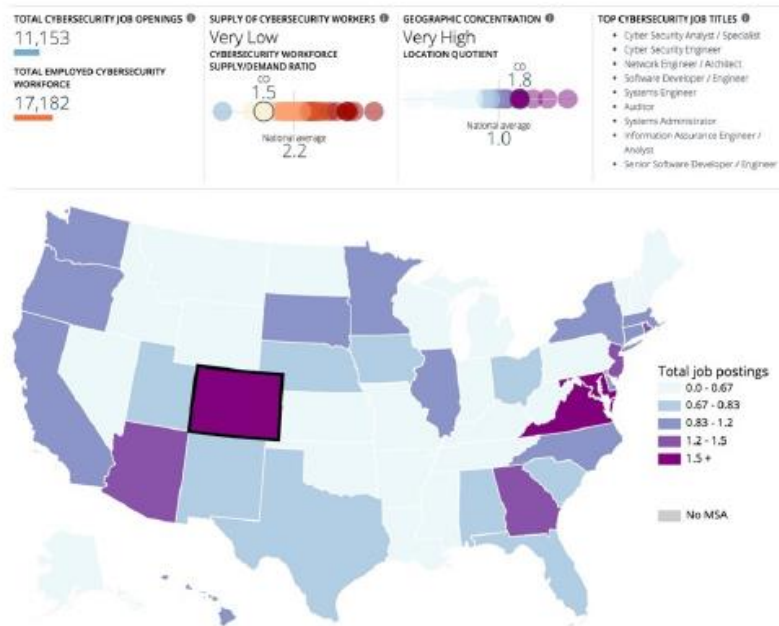 TOTAL CYBERSECURITY JOB OPENINGS
11,153
TOTAL EMPLOYED CYBERSECURITY
WORKFORCE
17,182
SUPPLY OF CYBERSECURITY WORKERS
Very Low
CYBERSECURITY WORKFORCE
SUPPLY/DEMAND RATIO
1.5
National average
2.2
GEOGRAPHIC CONCENTRATION
Very High
LOCATION QUOTIENT
1.8
National average
1.0
TOP CYBERSECURITY JOB TITLES
• Cyber Security Analyst / Specialist
• Cyber Security Engineer
• Network Engineer / Architect
• Software Developer / Engineer
• Systems Engineer
• Auditor
• Systems Administrator
• Information Assurance Engineer /
Analyst
• Senior Software Developer / Engineer
Total job postings
0.0 - 0.67
0.67 - 0.83
0.83 - 1.2
1.2 - 1.5
1.5 +
No MSA